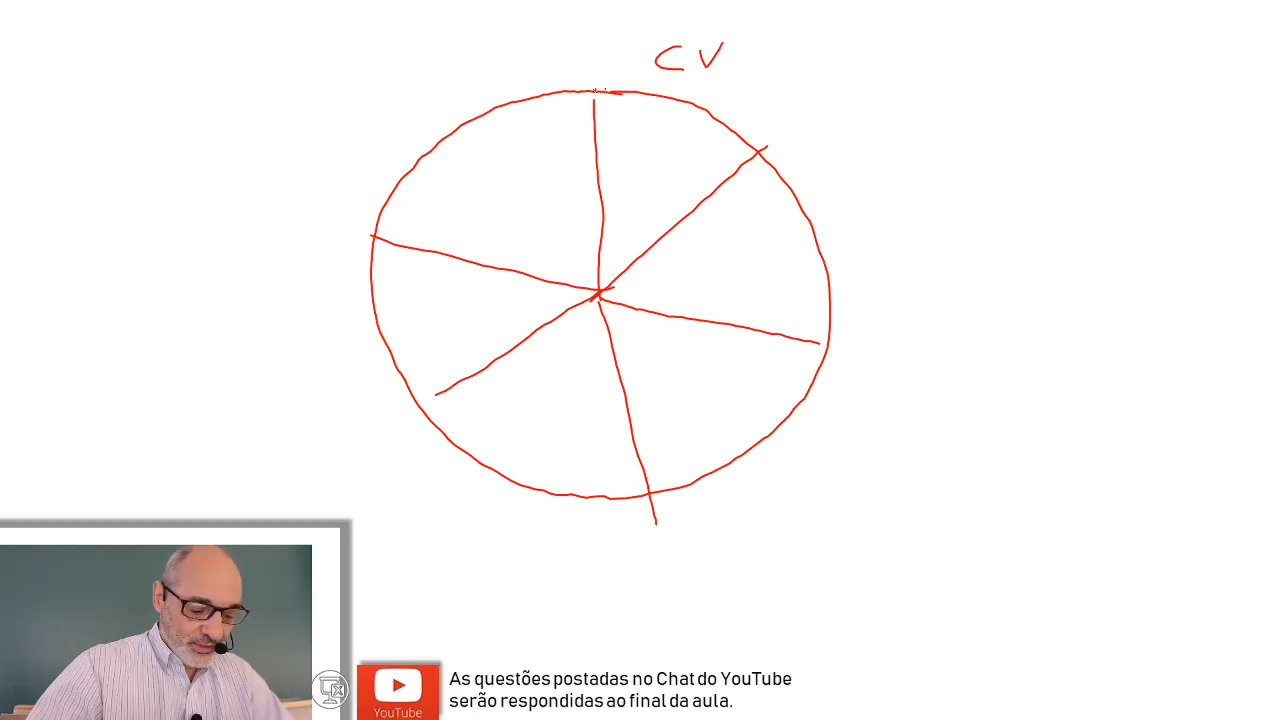 CV
As questões postadas no Chat do YouTube
serão respondidas ao final da aula.
YouTube